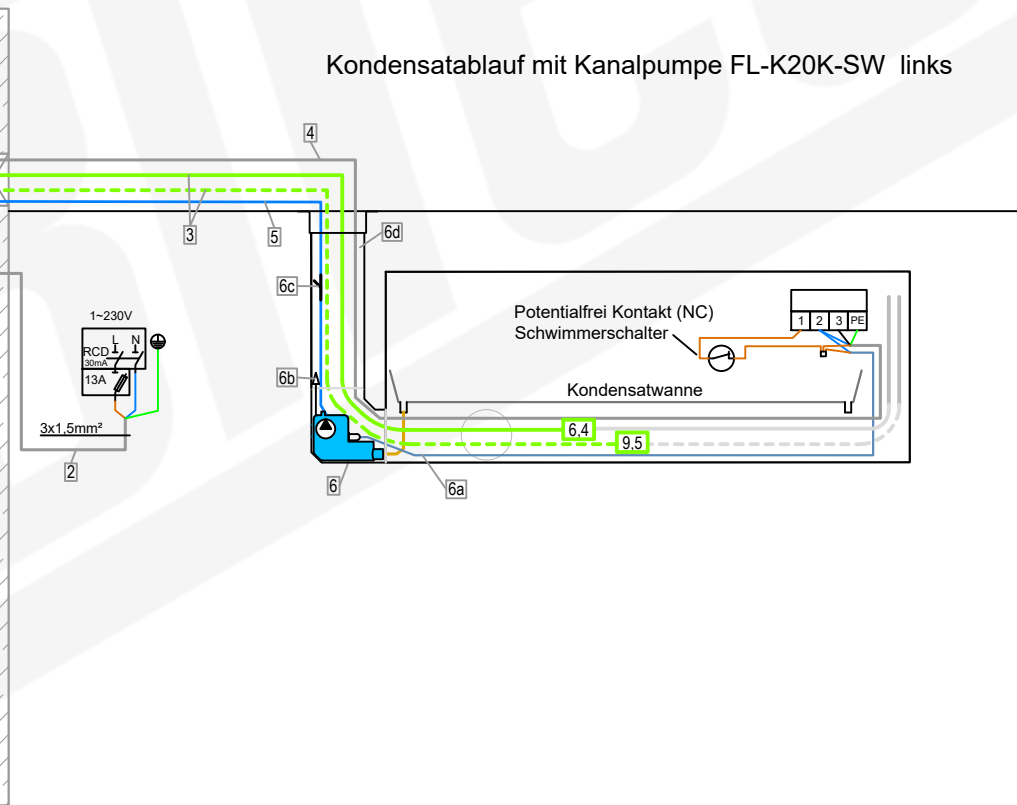 Kondensatablauf mit Kanalpumpe FL-K20K-SW links
4
3
5
6d
6c
1~230V
L N
RCD
30mA
13A
3x1,5mm²
2
6b
Potentialfrei Kontakt (NC)
Schwimmerschalter
1 2 3 PE
Kondensatwanne
6,4
9,5
6
6a